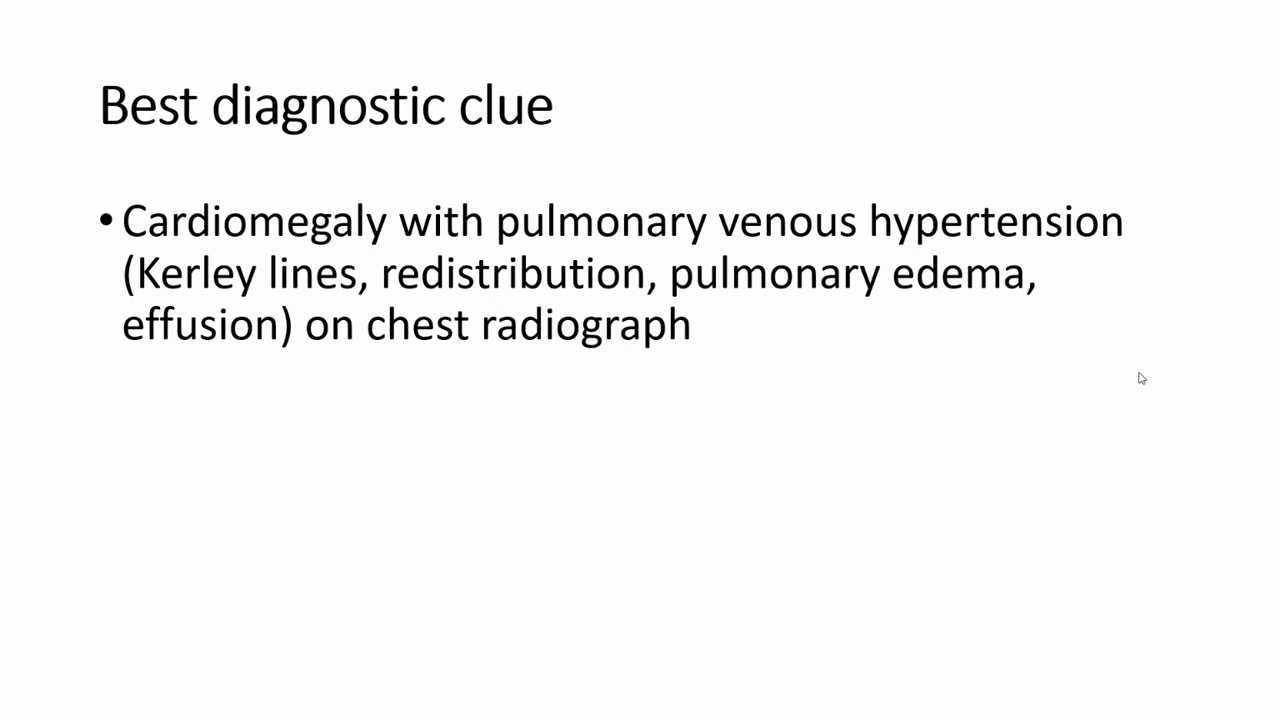 Best diagnostic clue
• Cardiomegaly with pulmonary venous hypertension
(Kerley lines, redistribution, pulmonary edema,
effusion) on chest radiograph